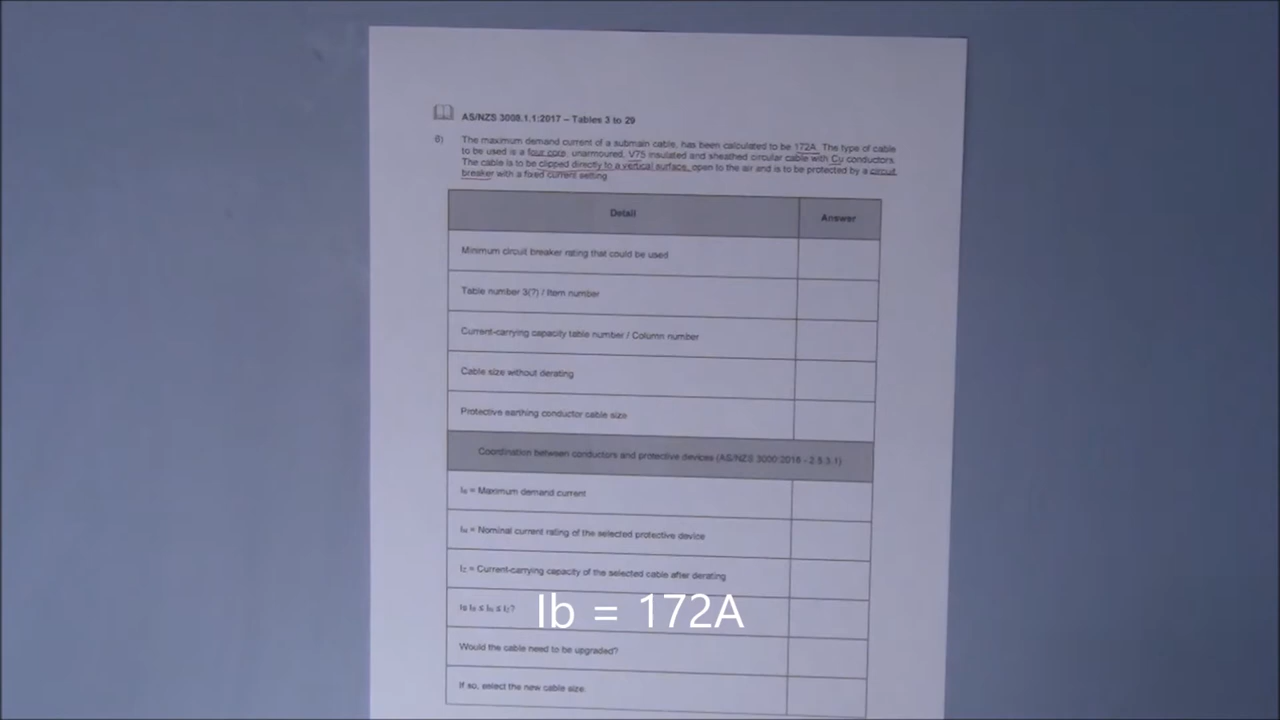 AS/NZS 3008.1.1:2017 – Tables 3 to 29
6) The maximum demand current of a submain cable, has been calculated to be 172A. The type of cable
to be used is a four core, unarmoured, V75 insulated and sheathed circular cable with Cu conductors.
The cable is to be clipped directly to a vertical surface, open to the air and is to be protected by a circuit
breaker with a fixed current setting.
Detail Answer
Minimum circuit breaker rating that could be used
Table number 3(?) / Item number
Current-carrying capacity table number / Column number
Cable size without derating
Protective earthing conductor cable size
Coordination between conductors and protective devices (AS/NZS 3000:2018 - 2.5.3.1)
= Maximum demand current
= Nominal current rating of the selected protective device
= Current-carrying capacity of the selected cable after derating
Ib = 172A
Would the cable need to be upgraded?
If so, select the new cable size